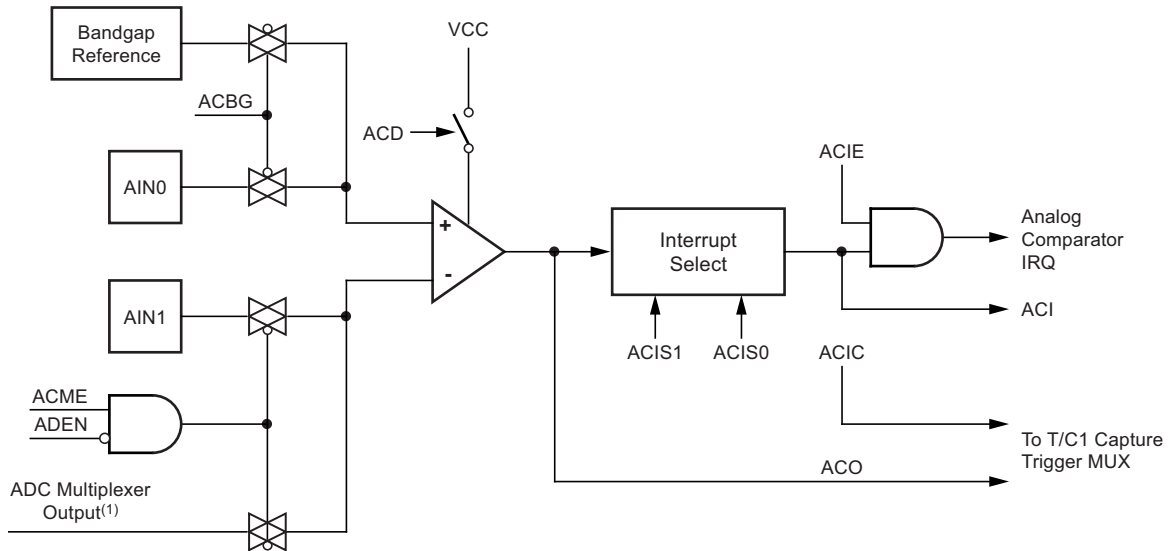 Bandgap
Reference
VCC
ACBG
ACD
AIN0
ACIE
+
-
Interrupt
Select
Analog
Comparator
IRQ
AIN1
ACI
ACIS1
ACIS0
ACIC
ACME
ADEN
To T/C1 Capture
Trigger MUX
ACO
ADC Multiplexer
Output(1)